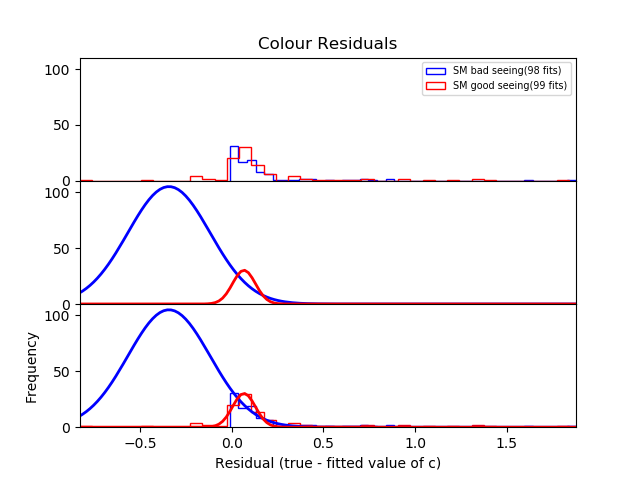 Colour Residuals
100
50
0
SM bad seeing(98 fits)
SM good seeing(99 fits)
100
50
0
100
50
0
Frequency
−0.5 0.0 0.5 1.0 1.5
Residual (true - fitted value of c)